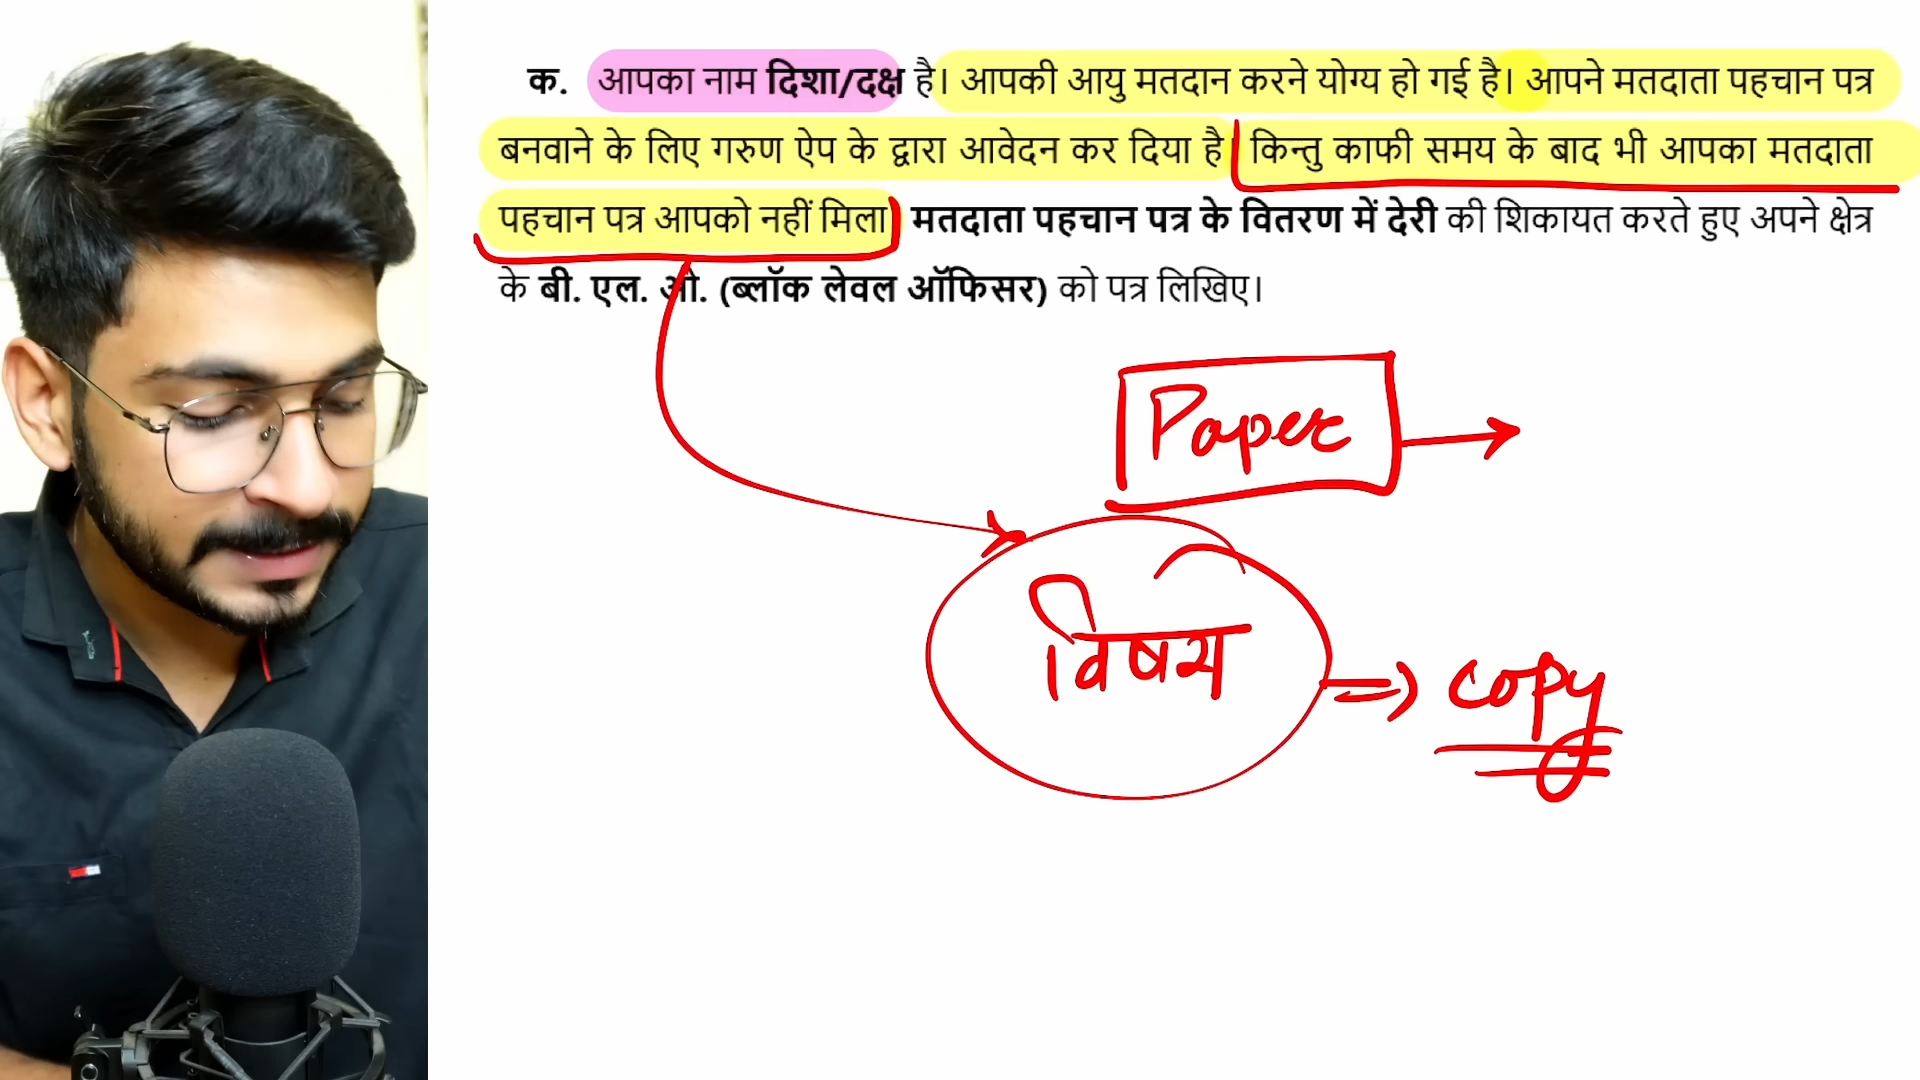 क. आपका नाम दिशा/दक्ष है। आपकी आयु मतदान करने योग्य हो गई है। आपने मतदाता पहचान पत्र
बनवाने के लिए गरुण ऐप के द्वारा आवेदन कर दिया है किन्तु काफी समय के बाद भी आपका मतदाता
पहचान पत्र आपको नहीं मिला मतदाता पहचान पत्र के वितरण में देरी की शिकायत करते हुए अपने क्षेत्र
के बी. एल. ओ. (ब्लॉक लेवल ऑफिसर) को पत्र लिखिए।
Paper
विषय
copy